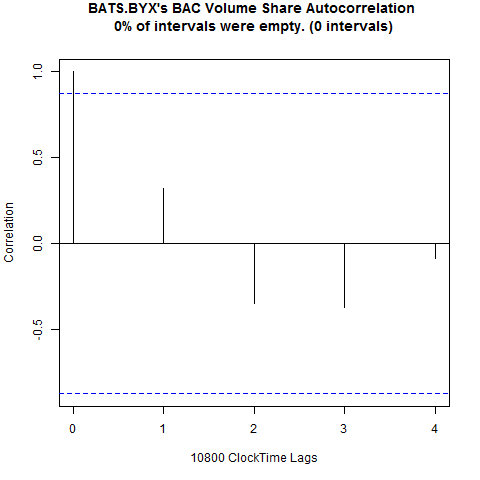 BATS.BYX's BAC Volume Share Autocorrelation
0% of intervals were empty. (0 intervals)
1.0
0.5
0.0
-0.5
Correlation
0
1
2
3
4
10800 ClockTime Lags